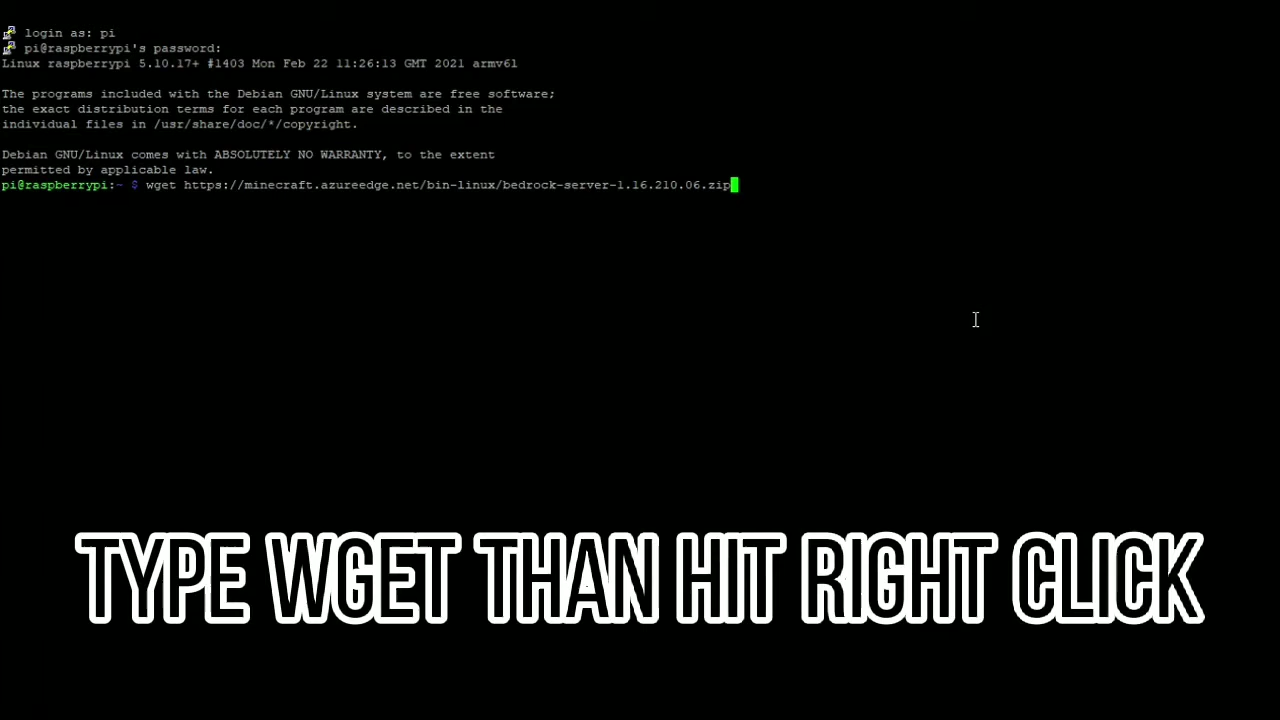 login as: pi
pi@raspberrypi's password:
Linux raspberrypi 5.10.17+ #1403 Mon Feb 22 11:26:13 GMT 2021 armv6l
The programs included with the Debian GNU/Linux system are free software;
the exact distribution terms for each program are described in the
individual files in /usr/share/doc/*/copyright.
Debian GNU/Linux comes with ABSOLUTELY NO WARRANTY, to the extent
permitted by applicable law.
pi@raspberrypi:~ $ wget https://minecraft.azureedge.net/bin-linux/bedrock-server-1.16.210.06.zip
TYPE WGET THAN HIT RIGHT CLICK